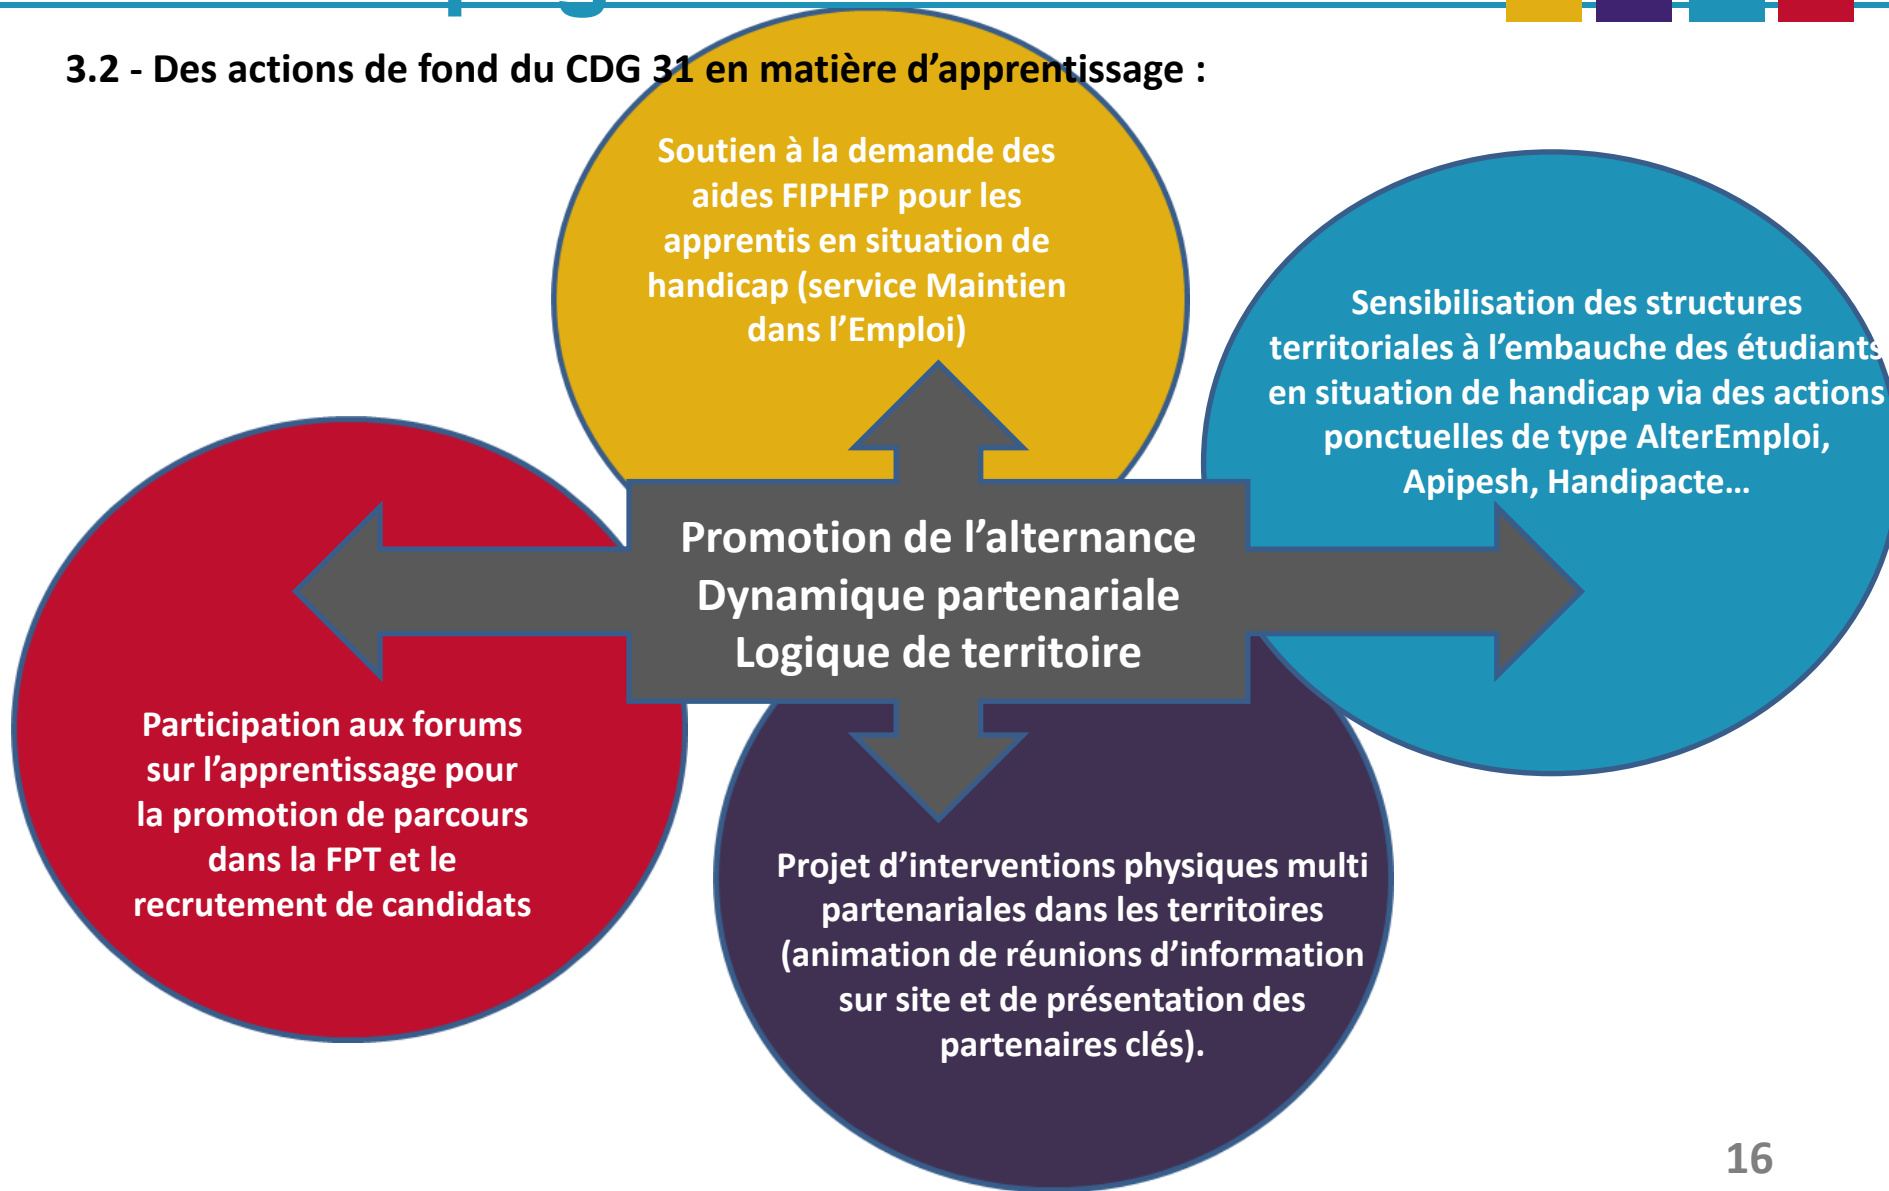 3.2 - Des actions de fond du CDG 31 en matière d’apprentissage :
Soutien à la demande des
aides FIPHFP pour les
apprentis en situation de
handicap (service Maintien
dans l’Emploi)
Sensibilisation des structures
territoriales à l’embauche des étudiants
en situation de handicap via des actions
ponctuelles de type AlterEmploi,
Apipesh, Handipacte…
Promotion de l’alternance
Dynamique partenariale
Logique de territoire
Participation aux forums
sur l’apprentissage pour
la promotion de parcours
dans la FPT et le
recrutement de candidats
Projet d’interventions physiques multi
partenariales dans les territoires
(animation de réunions d’information
sur site et de présentation des
partenaires clés).
16